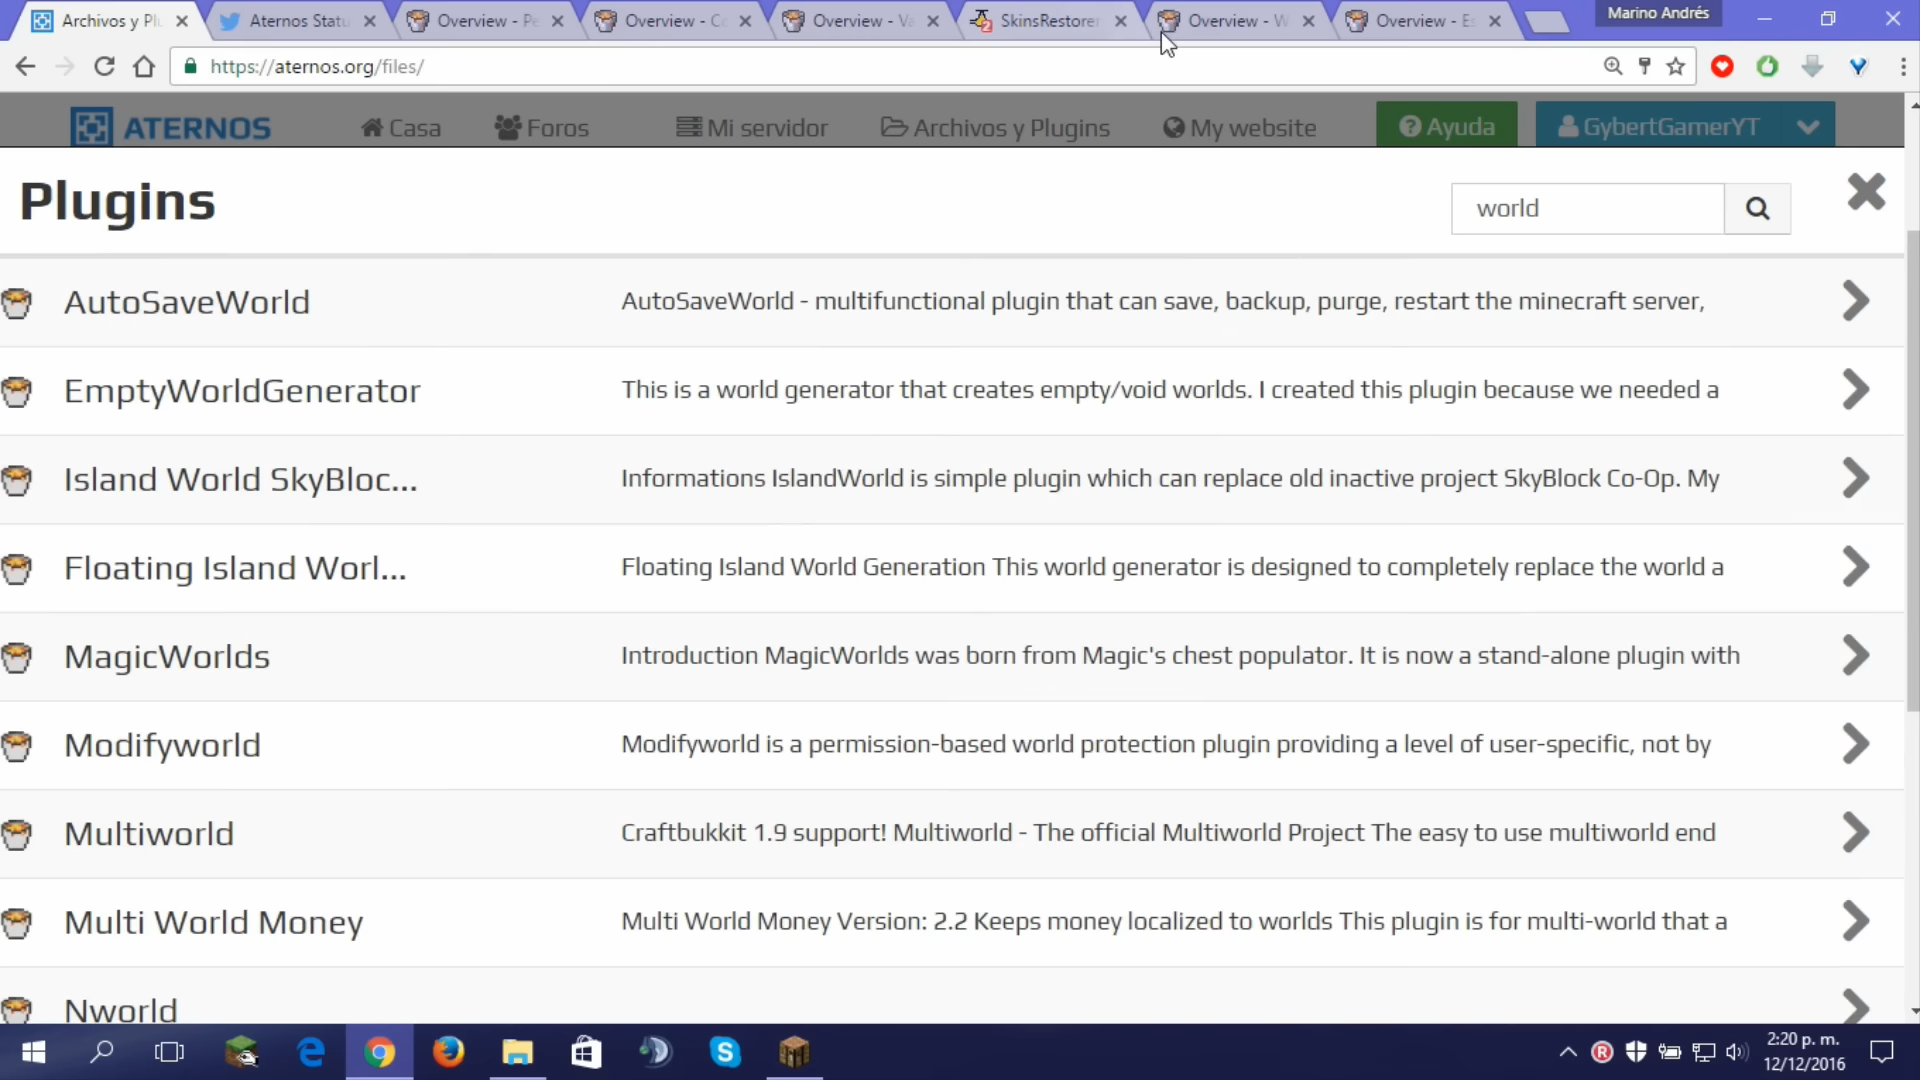 Archivos y Pl
Aternos Statu
Overview - Pe
Overview - C
Overview - Va
SkinsRestorer
Overview - W
Overview - Es
Marino Andrés
https://aternos.org/files/
ATERNOS
Casa
Foros
Mi servidor
Archivos y Plugins
My website
Ayuda
GybertGamerYT
Plugins
world
AutoSaveWorld
AutoSaveWorld - multifunctional plugin that can save, backup, purge, restart the minecraft server,
EmptyWorldGenerator
This is a world generator that creates empty/void worlds. I created this plugin because we needed a
Island World SkyBloc...
Informations IslandWorld is simple plugin which can replace old inactive project SkyBlock Co-Op. My
Floating Island Worl...
Floating Island World Generation This world generator is designed to completely replace the world a
MagicWorlds
Introduction MagicWorlds was born from Magic's chest populator. It is now a stand-alone plugin with
Modifyworld
Modifyworld is a permission-based world protection plugin providing a level of user-specific, not by
Multiworld
Craftbukkit 1.9 support! Multiworld - The official Multiworld Project The easy to use multiworld end
Multi World Money
Multi World Money Version: 2.2 Keeps money localized to worlds This plugin is for multi-world that a
Nworld
2:20 p. m.
12/12/2016